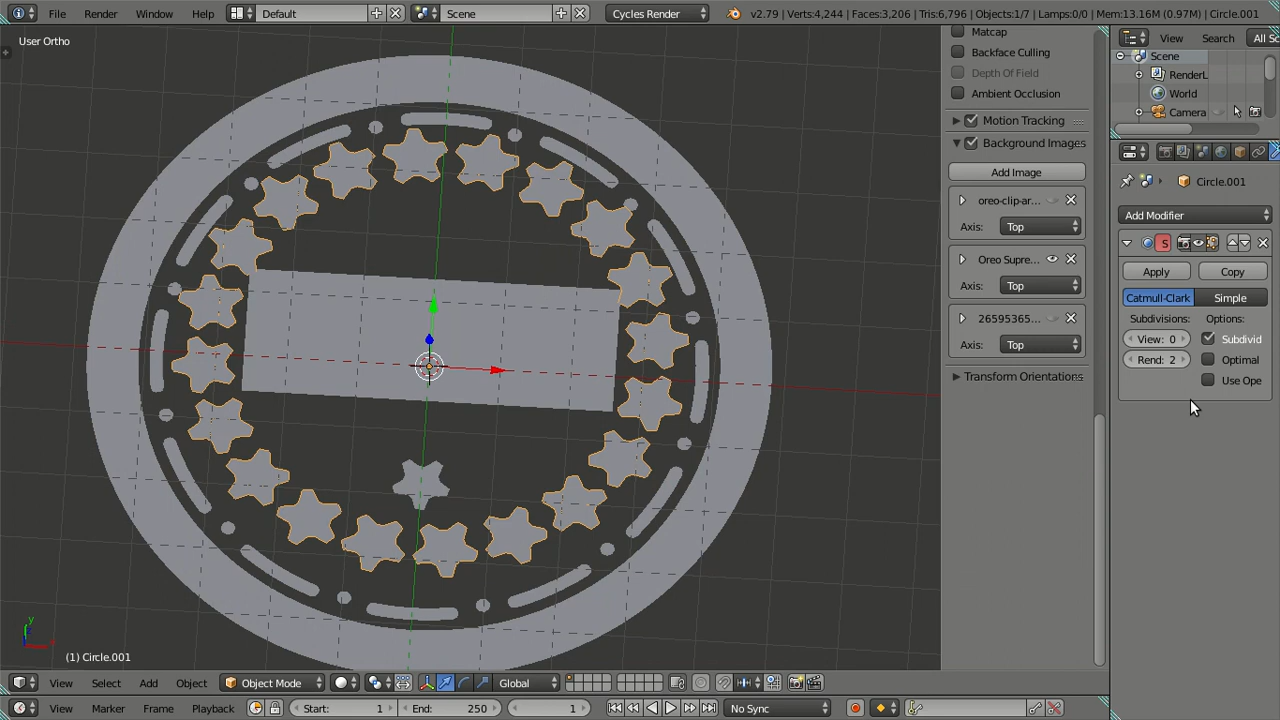 File Render Window Help Default Scene Cycles Render v2.79 | Verts:4,244 | Faces:3,206 | Tris:6,796 | Objects:1/7 | Lamps:0/0 | Mem:13.16M (0.97M) | Circle.001
User Ortho
Matcap
Backface Culling
Depth Of Field
Ambient Occlusion
Motion Tracking
Background Images
Add Image
oreo-clip-ar...
Axis: Top
Oreo Supre...
Axis: Top
26595365...
Axis: Top
Transform Orientations
View Search All Sc
Scene
RenderL
World
Camera
Circle.001
Add Modifier
S
Apply Copy
Catmull-Clark Simple
Subdivisions: Options:
View: 0 Subdivid
Rend: 2 Optimal
Use Ope
y
(1) Circle.001
View Select Add Object Object Mode Global
View Marker Frame Playback Start: 1 End: 250 1 No Sync